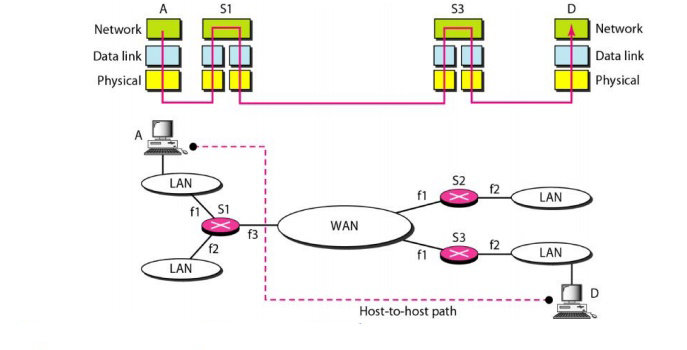 A S1 S3 D
Network Network
Data link Data link
Physical Physical
A
LAN
S2
f1 f2 LAN
S1
f1
WAN
f3
f2
S3
f1 f2 LAN
LAN
D
Host-to-host path